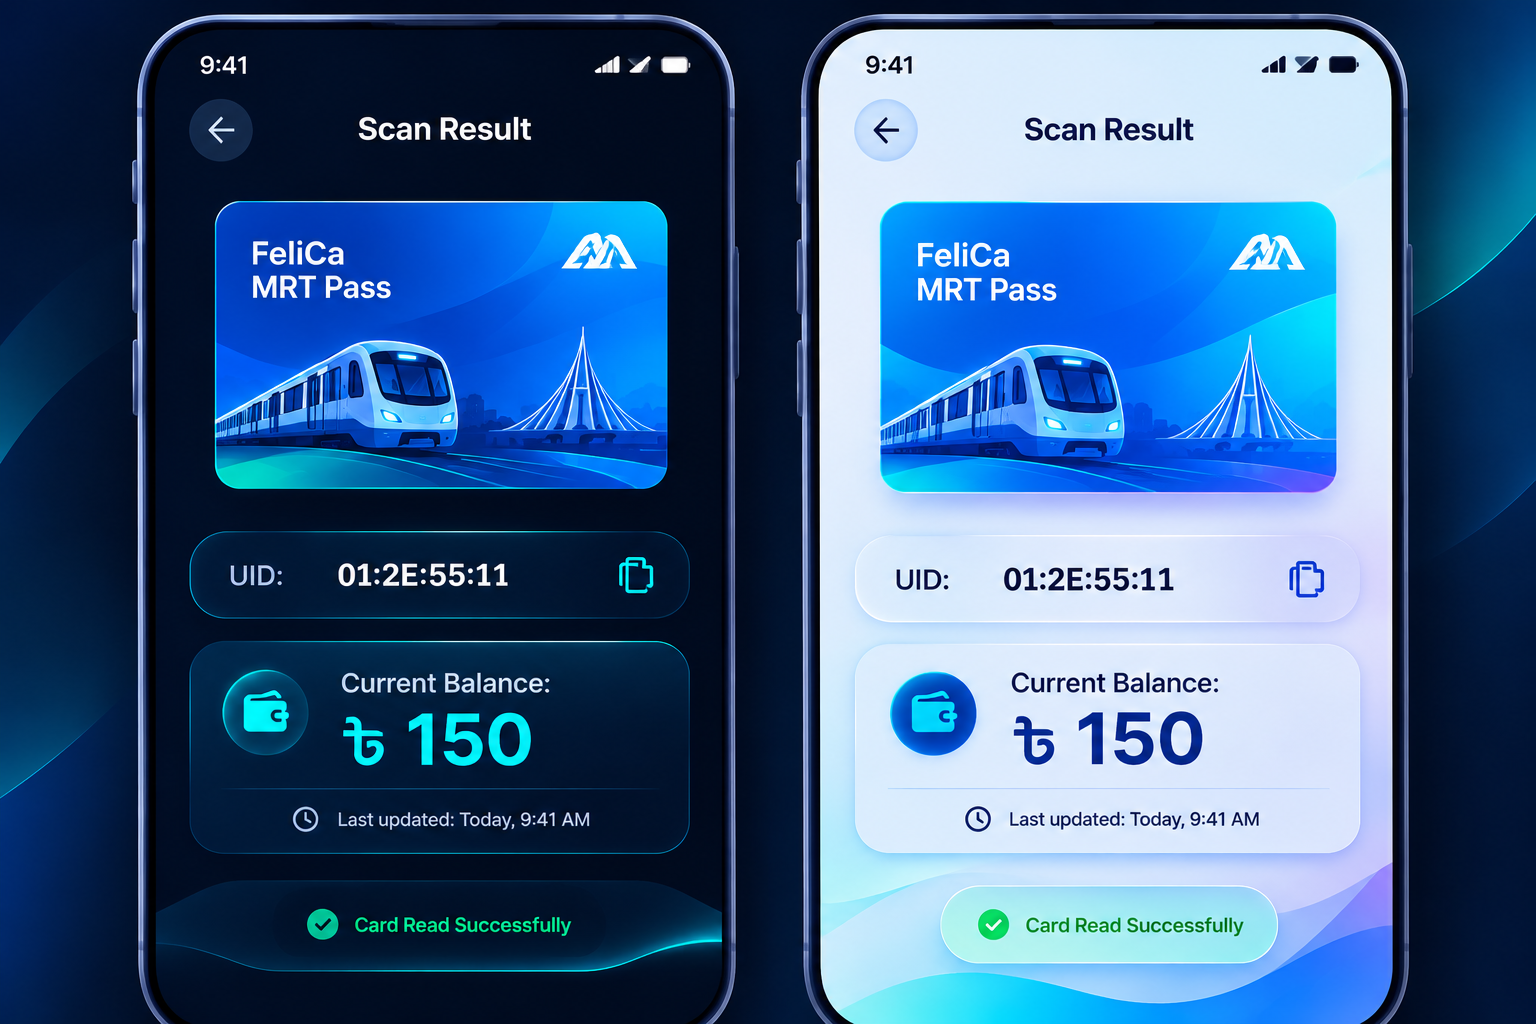 9:41
Scan Result
FeliCa
MRT Pass
UID: 01:2E:55:11
Current Balance:
৳ 150
Last updated: Today, 9:41 AM
Card Read Successfully
9:41
Scan Result
FeliCa
MRT Pass
UID: 01:2E:55:11
Current Balance:
৳ 150
Last updated: Today, 9:41 AM
Card Read Successfully